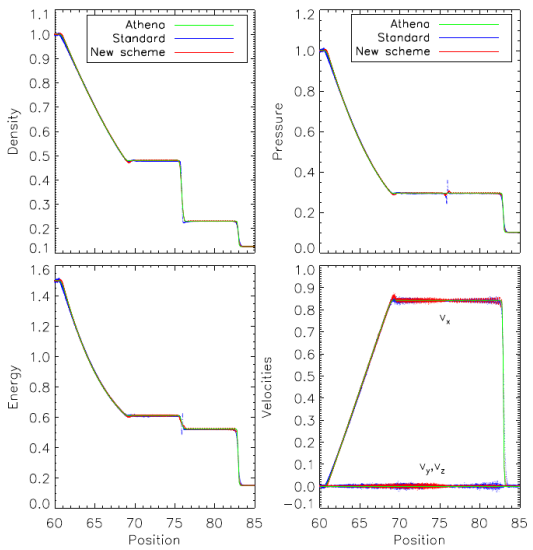 Athena
Standard
New scheme
Density
1.1
1.0
0.9
0.8
0.7
0.6
0.5
0.4
0.3
0.2
0.1
Athena
Standard
New scheme
Pressure
1.2
1.0
0.8
0.6
0.4
0.2
0.0
Energy
1.6
1.4
1.2
1.0
0.8
0.6
0.4
0.2
0.0
60 65 70 75 80 85
Position
Velocities
1.0
0.9
0.8
0.7
0.6
0.5
0.4
0.3
0.2
0.1
0.0
−0.1
vx
vy,vz
60 65 70 75 80 85
Position